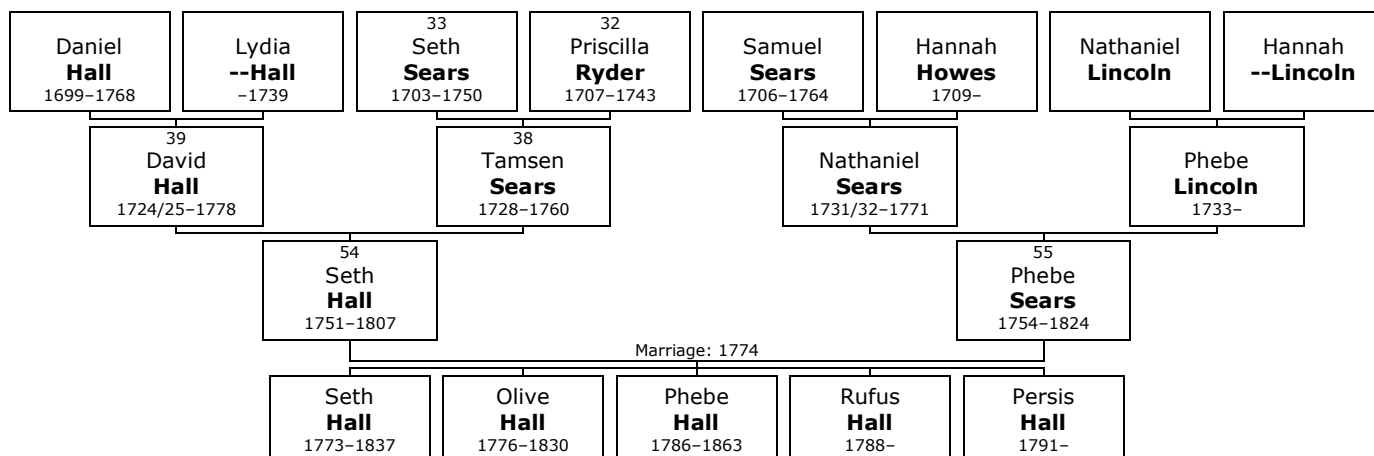 Daniel
Hall
1699–1768
Lydia
--Hall
–1739
33
Seth
Sears
1703–1750
32
Priscilla
Ryder
1707–1743
Samuel
Sears
1706–1764
Hannah
Howes
1709–
Nathaniel
Lincoln
Hannah
--Lincoln
39
David
Hall
1724/25–1778
38
Tamsen
Sears
1728–1760
Nathaniel
Sears
1731/32–1771
Phebe
Lincoln
1733–
54
Seth
Hall
1751–1807
55
Phebe
Sears
1754–1824
Marriage: 1774
Seth
Hall
1773–1837
Olive
Hall
1776–1830
Phebe
Hall
1786–1863
Rufus
Hall
1788–
Persis
Hall
1791–